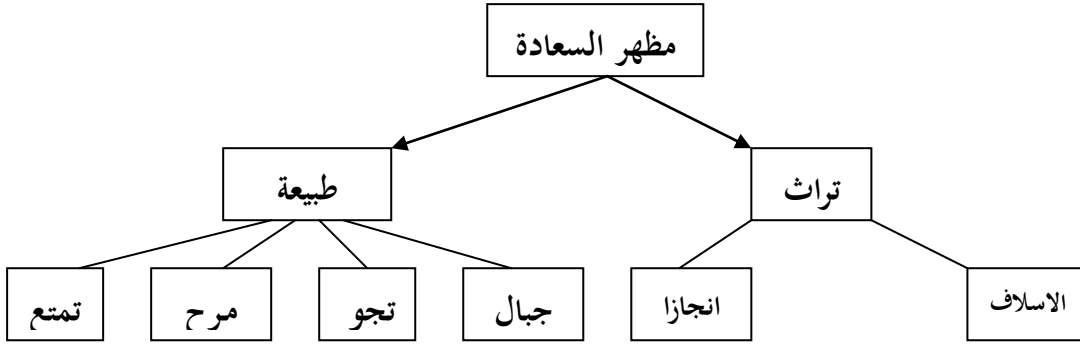 مظهر السعادة
تراث
طبيعة
الاسلاف
انجازا
جبال
تجو
مرح
تمتع